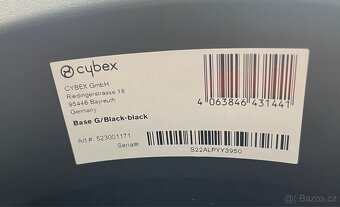 cybex
CYBEX GmbH
Riedingerstrasse 18
95448 Bayreuth
Germany
4 063846 431441
Base G/Black-black
Art.#: 523001171
Serial#:
S22ALPYY3950
Bazos.cz